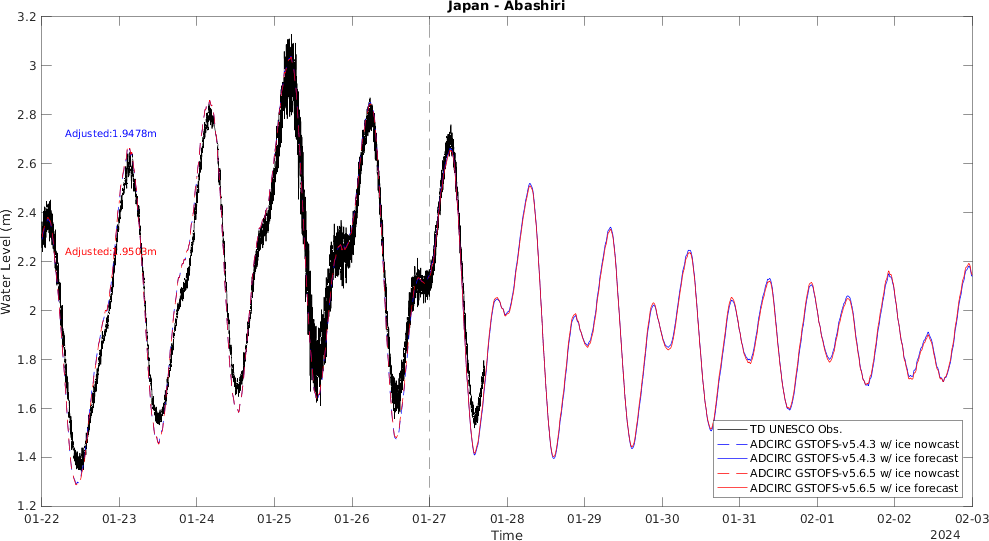 Japan - Abashiri
3.2
3
2.8
2.6
2.4
2.2
2
1.8
1.6
1.4
1.2
Water Level (m)
Adjusted:1.9478m
Adjusted:1.9503m
TD UNESCO Obs.
ADCIRC GSTOFS-v5.4.3 w/ ice nowcast
ADCIRC GSTOFS-v5.4.3 w/ ice forecast
ADCIRC GSTOFS-v5.6.5 w/ ice nowcast
ADCIRC GSTOFS-v5.6.5 w/ ice forecast
01-22 01-23 01-24 01-25 01-26 01-27 01-28 01-29 01-30 01-31 02-01 02-02 02-03
Time
2024